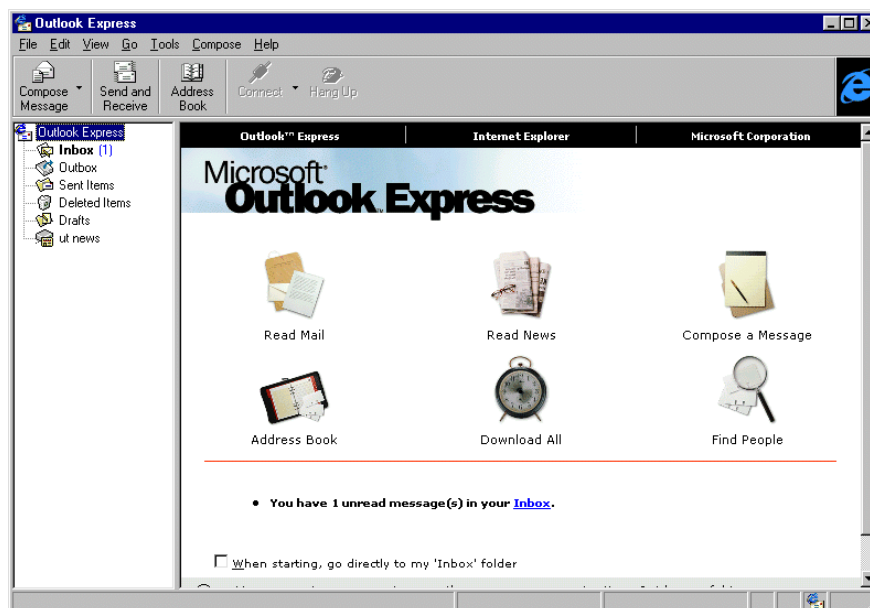 Outlook Express
File Edit View Go Tools Compose Help
Compose Message
Send and Receive
Address Book
Connect
Hang Up
Outlook Express
Inbox (1)
Outbox
Sent Items
Deleted Items
Drafts
ut news
Outlook™ Express
Internet Explorer
Microsoft Corporation
Microsoft®
Outlook™ Express
Read Mail
Read News
Compose a Message
Address Book
Download All
Find People
• You have 1 unread message(s) in your Inbox.
When starting, go directly to my 'Inbox' folder